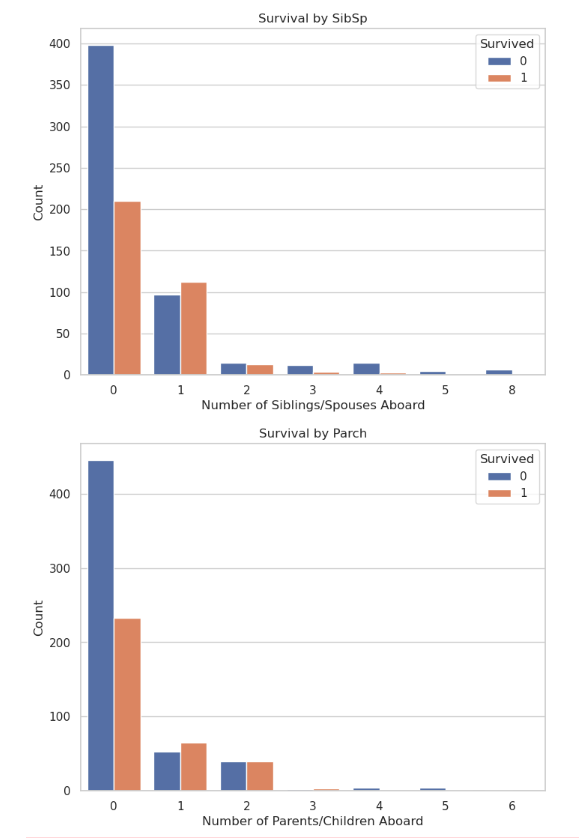 Survival by SibSp
Survived
0
1
400
350
300
250
200
150
100
50
0
Count
0 1 2 3 4 5 8
Number of Siblings/Spouses Aboard
Survival by Parch
Survived
0
1
400
300
200
100
0
Count
0 1 2 3 4 5 6
Number of Parents/Children Aboard